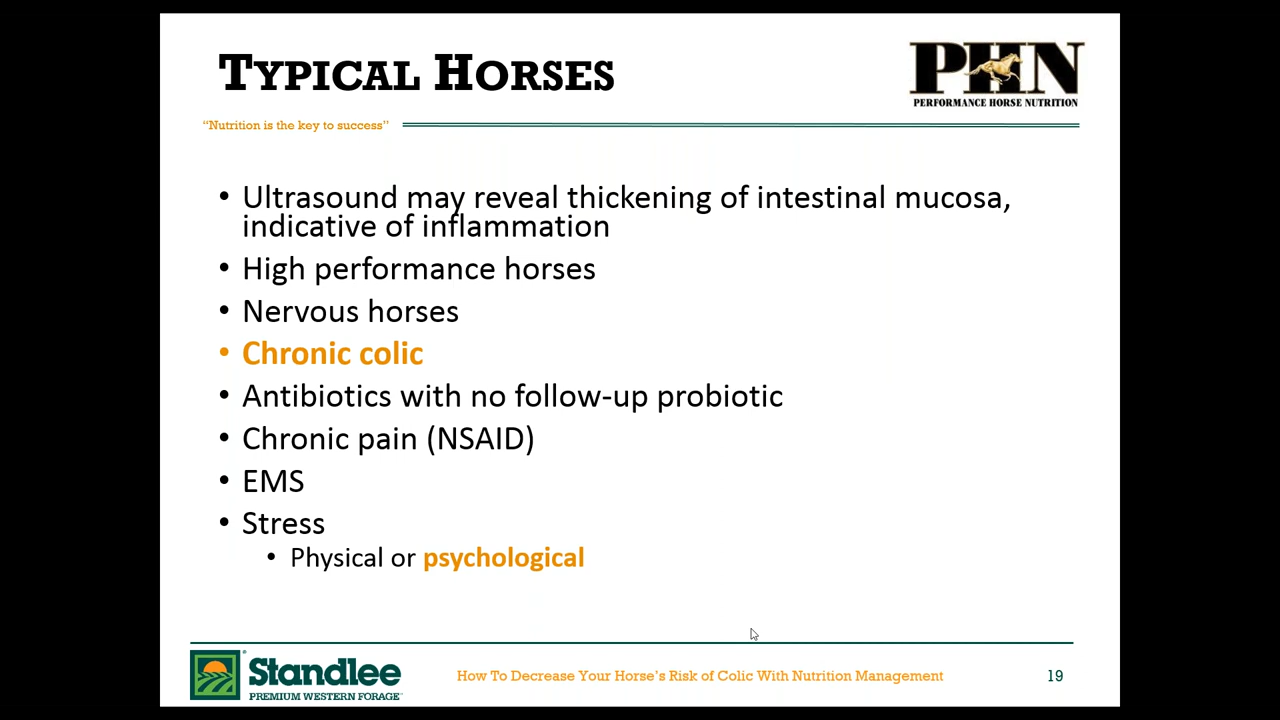 TYPICAL HORSES
PHN
PERFORMANCE HORSE NUTRITION
“Nutrition is the key to success”
• Ultrasound may reveal thickening of intestinal mucosa,
indicative of inflammation
• High performance horses
• Nervous horses
• Chronic colic
• Antibiotics with no follow-up probiotic
• Chronic pain (NSAID)
• EMS
• Stress
• Physical or psychological
Standlee
PREMIUM WESTERN FORAGE
How To Decrease Your Horse’s Risk of Colic With Nutrition Management
19